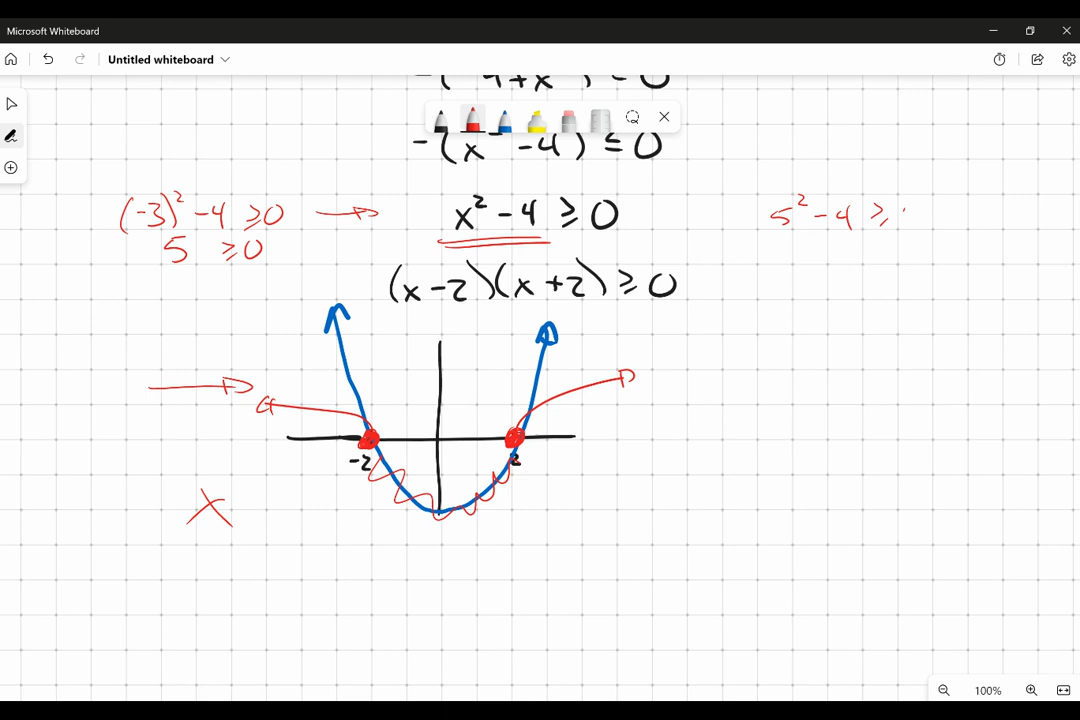 Microsoft Whiteboard
Untitled whiteboard
-(x² - 4) ≤ 0
(-3)² - 4 ≥ 0
x² - 4 ≥ 0
5² - 4 ≥
5 ≥ 0
(x - 2)(x + 2) ≥ 0
-2
2
X
100%